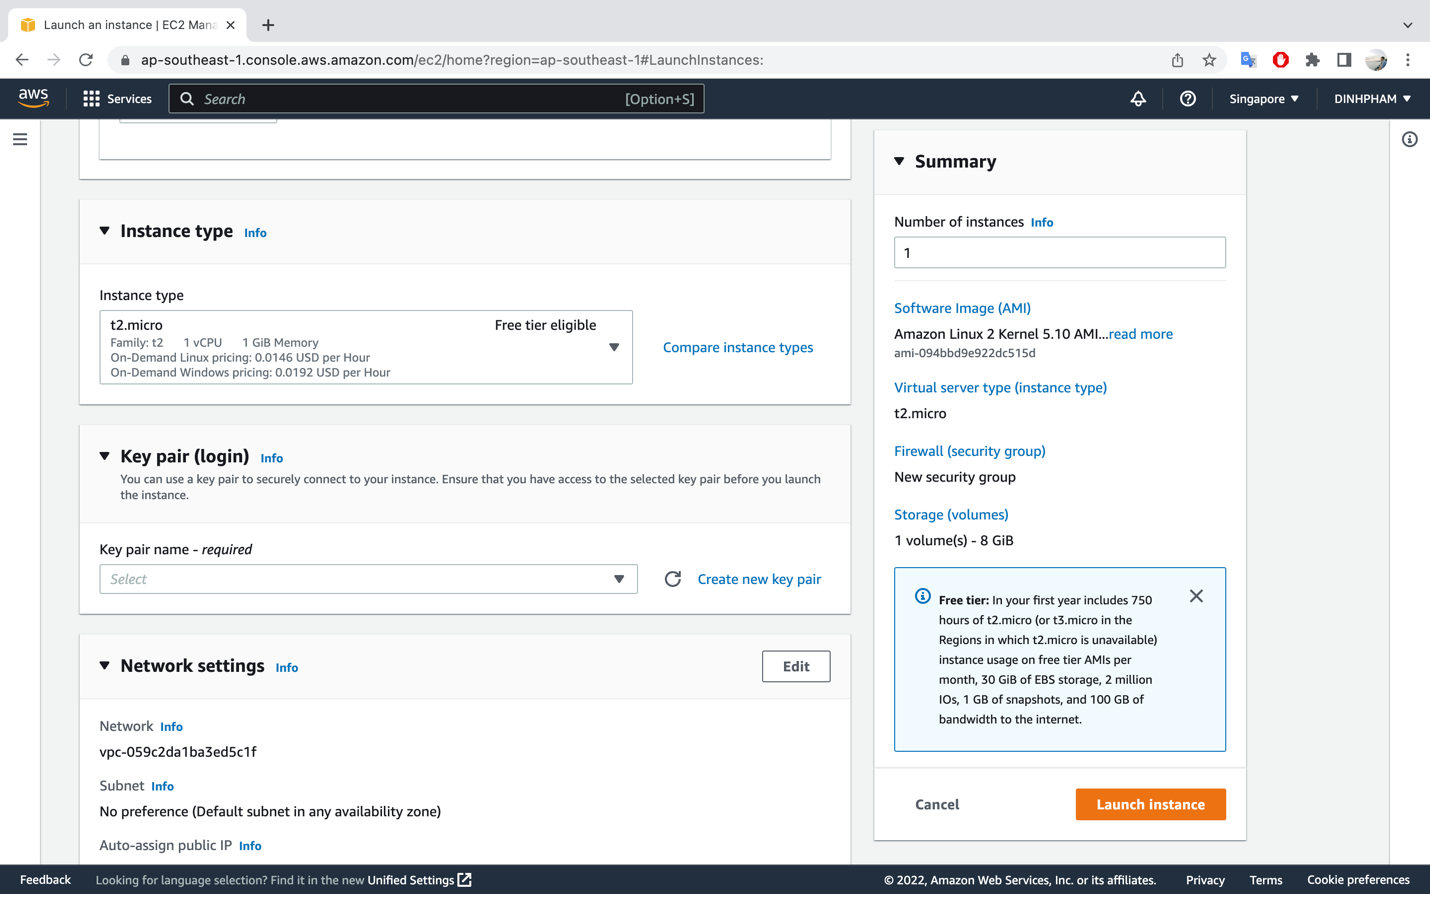 Launch an instance | EC2 Mana
ap-southeast-1.console.aws.amazon.com/ec2/home?region=ap-southeast-1#LaunchInstances:
aws
Services
Search
[Option+S]
Singapore
DINHPHAM
Instance type Info
Instance type
t2.micro
Free tier eligible
Family: t2 1 vCPU 1 GiB Memory
On-Demand Linux pricing: 0.0146 USD per Hour
On-Demand Windows pricing: 0.0192 USD per Hour
Compare instance types
Key pair (login) Info
You can use a key pair to securely connect to your instance. Ensure that you have access to the selected key pair before you launch
the instance.
Key pair name - required
Select
Create new key pair
Network settings Info
Edit
Network Info
vpc-059c2da1ba3ed5c1f
Subnet Info
No preference (Default subnet in any availability zone)
Auto-assign public IP Info
Summary
Number of instances Info
1
Software Image (AMI)
Amazon Linux 2 Kernel 5.10 AMI...read more
ami-094bbd9e922dc515d
Virtual server type (instance type)
t2.micro
Firewall (security group)
New security group
Storage (volumes)
1 volume(s) - 8 GiB
Free tier: In your first year includes 750
hours of t2.micro (or t3.micro in the
Regions in which t2.micro is unavailable)
instance usage on free tier AMIs per
month, 30 GiB of EBS storage, 2 million
IOs, 1 GB of snapshots, and 100 GB of
bandwidth to the internet.
Cancel
Launch instance
Feedback
Looking for language selection? Find it in the new Unified Settings
© 2022, Amazon Web Services, Inc. or its affiliates.
Privacy
Terms
Cookie preferences